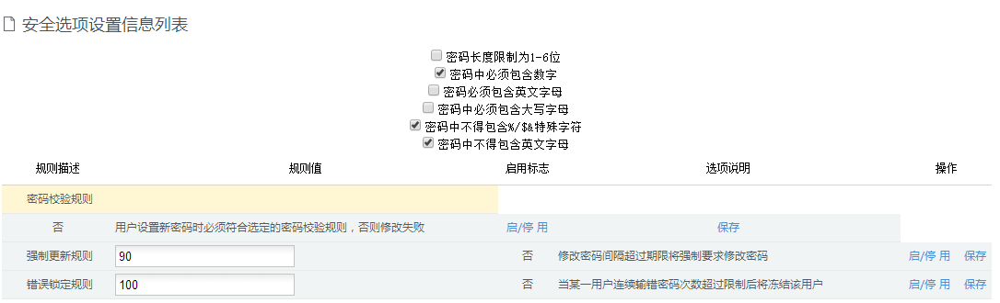 安全选项设置信息列表
密码长度限制为1-6位
密码中必须包含数字
密码必须包含英文字母
密码中必须包含大写字母
密码中不得包含%/$&特殊字符
密码中不得包含英文字母
规则描述 规则值 启用标志 选项说明 操作
密码校验规则
否 用户设置新密码时必须符合选定的密码校验规则，否则修改失败 启/停 用 保存
强制更新规则 90 否 修改密码间隔超过期限将强制要求修改密码 启/停 用 保存
错误锁定规则 100 否 当某一用户连续输错密码次数超过限制后将冻结该用户 启/停 用 保存